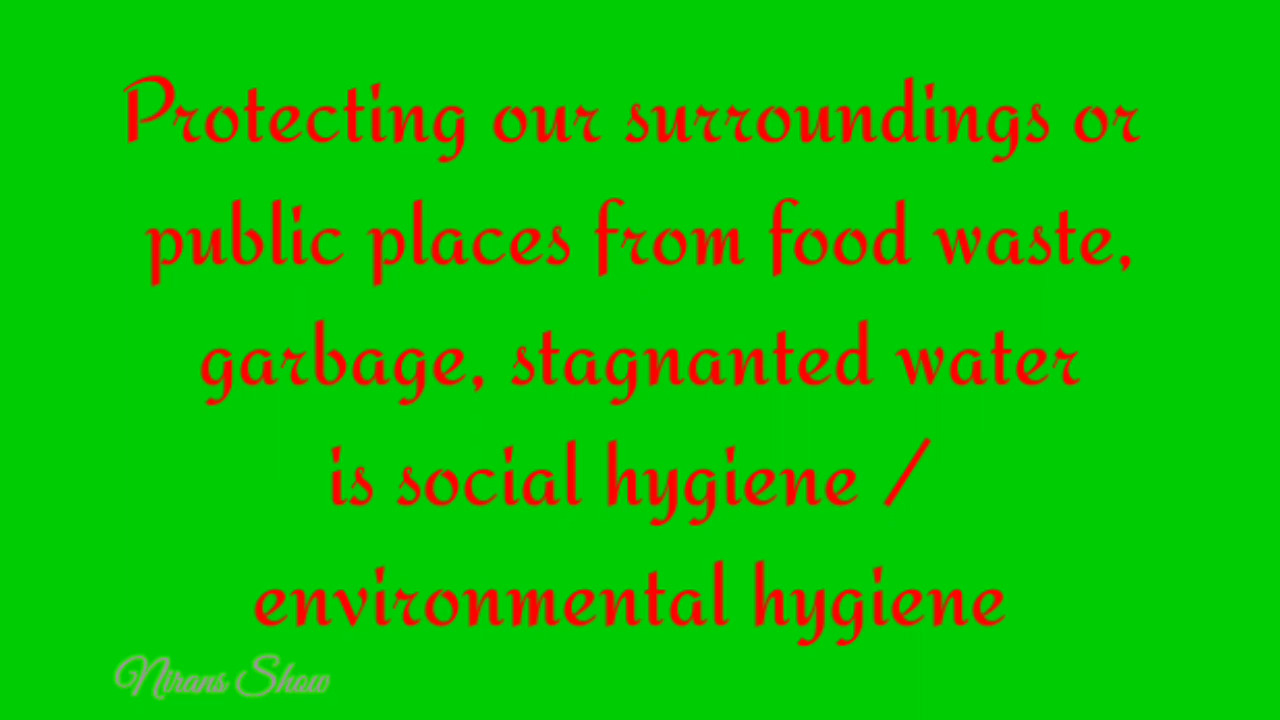 Protecting our surroundings or
public places from food waste,
garbage, stagnanted water
is social hygiene /
environmental hygiene
Nirans Show